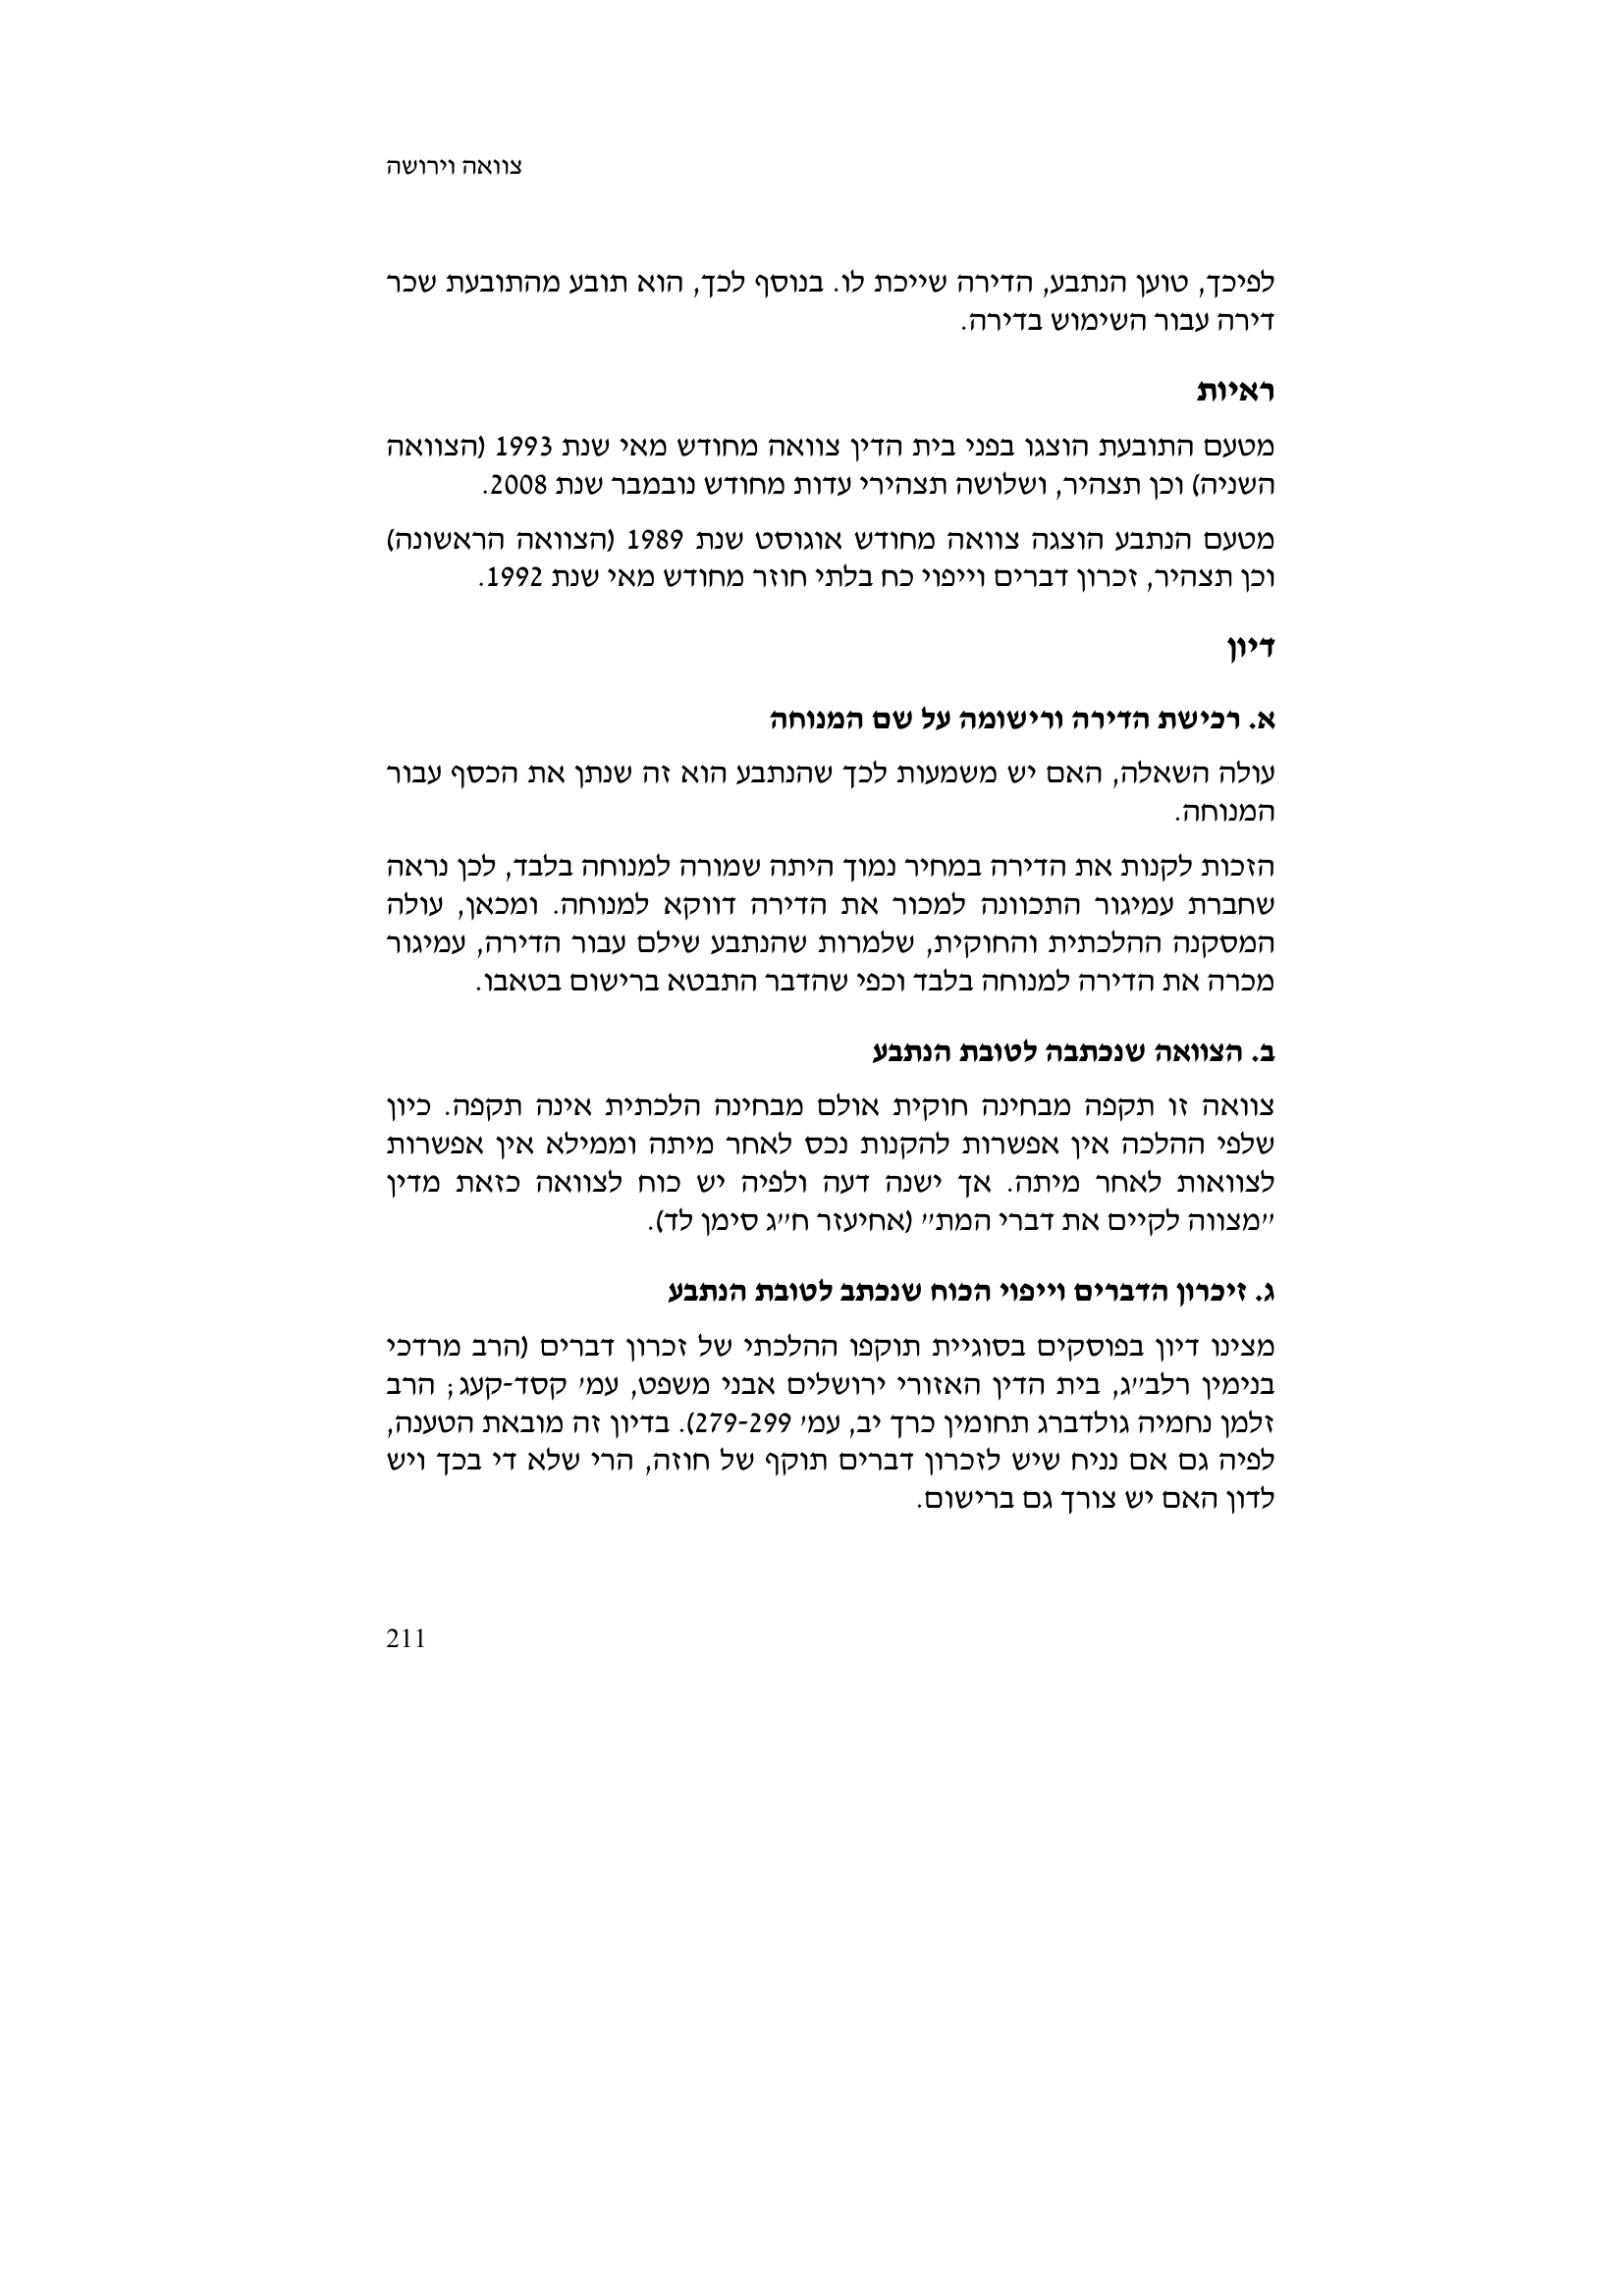 צוואה וירושה
לפיכך, טוען הנתבע, הדירה שייכת לו. בנוסף לכך, הוא תובע מהתובעת שכר
דירה עבור השימוש בדירה.
ראיות
מטעם התובעת הוצגו בפני בית הדין צוואה מחודש מאי שנת 1993 (הצוואה
השניה) וכן תצהיר, ושלושה תצהירי עדות מחודש נובמבר שנת 2008.
מטעם הנתבע הוצגה צוואה מחודש אוגוסט שנת 1989 (הצוואה הראשונה)
וכן תצהיר, זכרון דברים וייפוי כח בלתי חוזר מחודש מאי שנת 1992.
דיון
א. רכישת הדירה ורישומה על שם המנוחה
עולה השאלה, האם יש משמעות לכך שהנתבע הוא זה שנתן את הכסף עבור
המנוחה.
הזכות לקנות את הדירה במחיר נמוך היתה שמורה למנוחה בלבד, לכן נראה
שחברת עמיגור התכוונה למכור את הדירה דווקא למנוחה. ומכאן, עולה
המסקנה ההלכתית והחוקית, שלמרות שהנתבע שילם עבור הדירה, עמיגור
מכרה את הדירה למנוחה בלבד וכפי שהדבר התבטא ברישום בטאבו.
ב. הצוואה שנכתבה לטובת הנתבע
צוואה זו תקפה מבחינה חוקית אולם מבחינה הלכתית אינה תקפה. כיון
שלפי ההלכה אין אפשרות להקנות נכס לאחר מיתה וממילא אין אפשרות
לצוואות לאחר מיתה. אך ישנה דעה ולפיה יש כוח לצוואה כזאת מדין
"מצווה לקיים את דברי המת" (אחיעזר ח"ג סימן לד).
ג. זיכרון הדברים וייפוי הכוח שנכתב לטובת הנתבע
מצינו דיון בפוסקים בסוגיית תוקפו ההלכתי של זכרון דברים (הרב מרדכי
בנימין רלב"ג, בית הדין האזורי ירושלים אבני משפט, עמ' קסד-קעג; הרב
זלמן נחמיה גולדברג תחומין כרך יב, עמ' 279-299). בדיון זה מובאת הטענה,
לפיה גם אם נניח שיש לזכרון דברים תוקף של חוזה, הרי שלא די בכך ויש
לדון האם יש צורך גם ברישום.
211